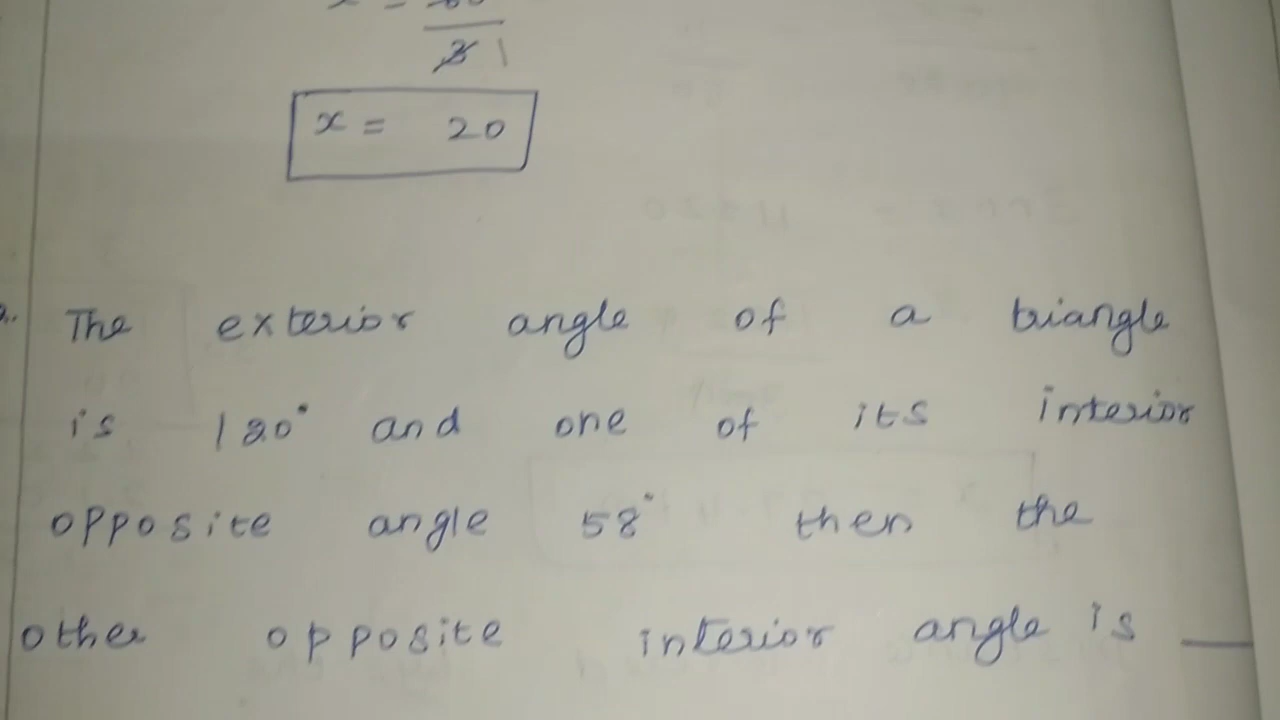 x = 20
The exterior angle of a triangle
is 120° and one of its interior
opposite angle 58° then the
other opposite interior angle is